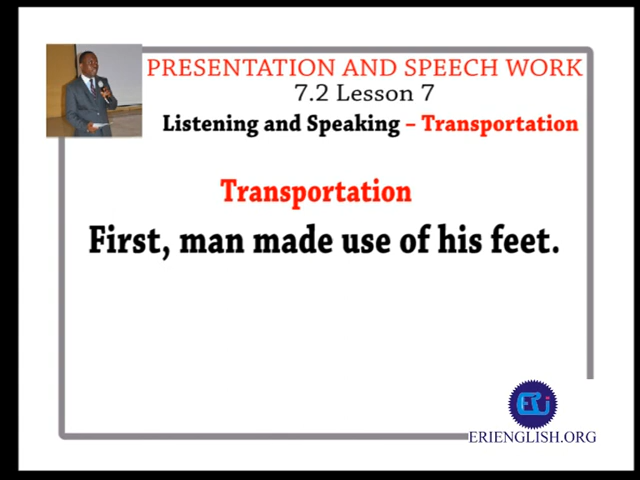 PRESENTATION AND SPEECH WORK
7.2 Lesson 7
Listening and Speaking – Transportation
Transportation
First, man made use of his feet.
ERi
ERIENGLISH.ORG